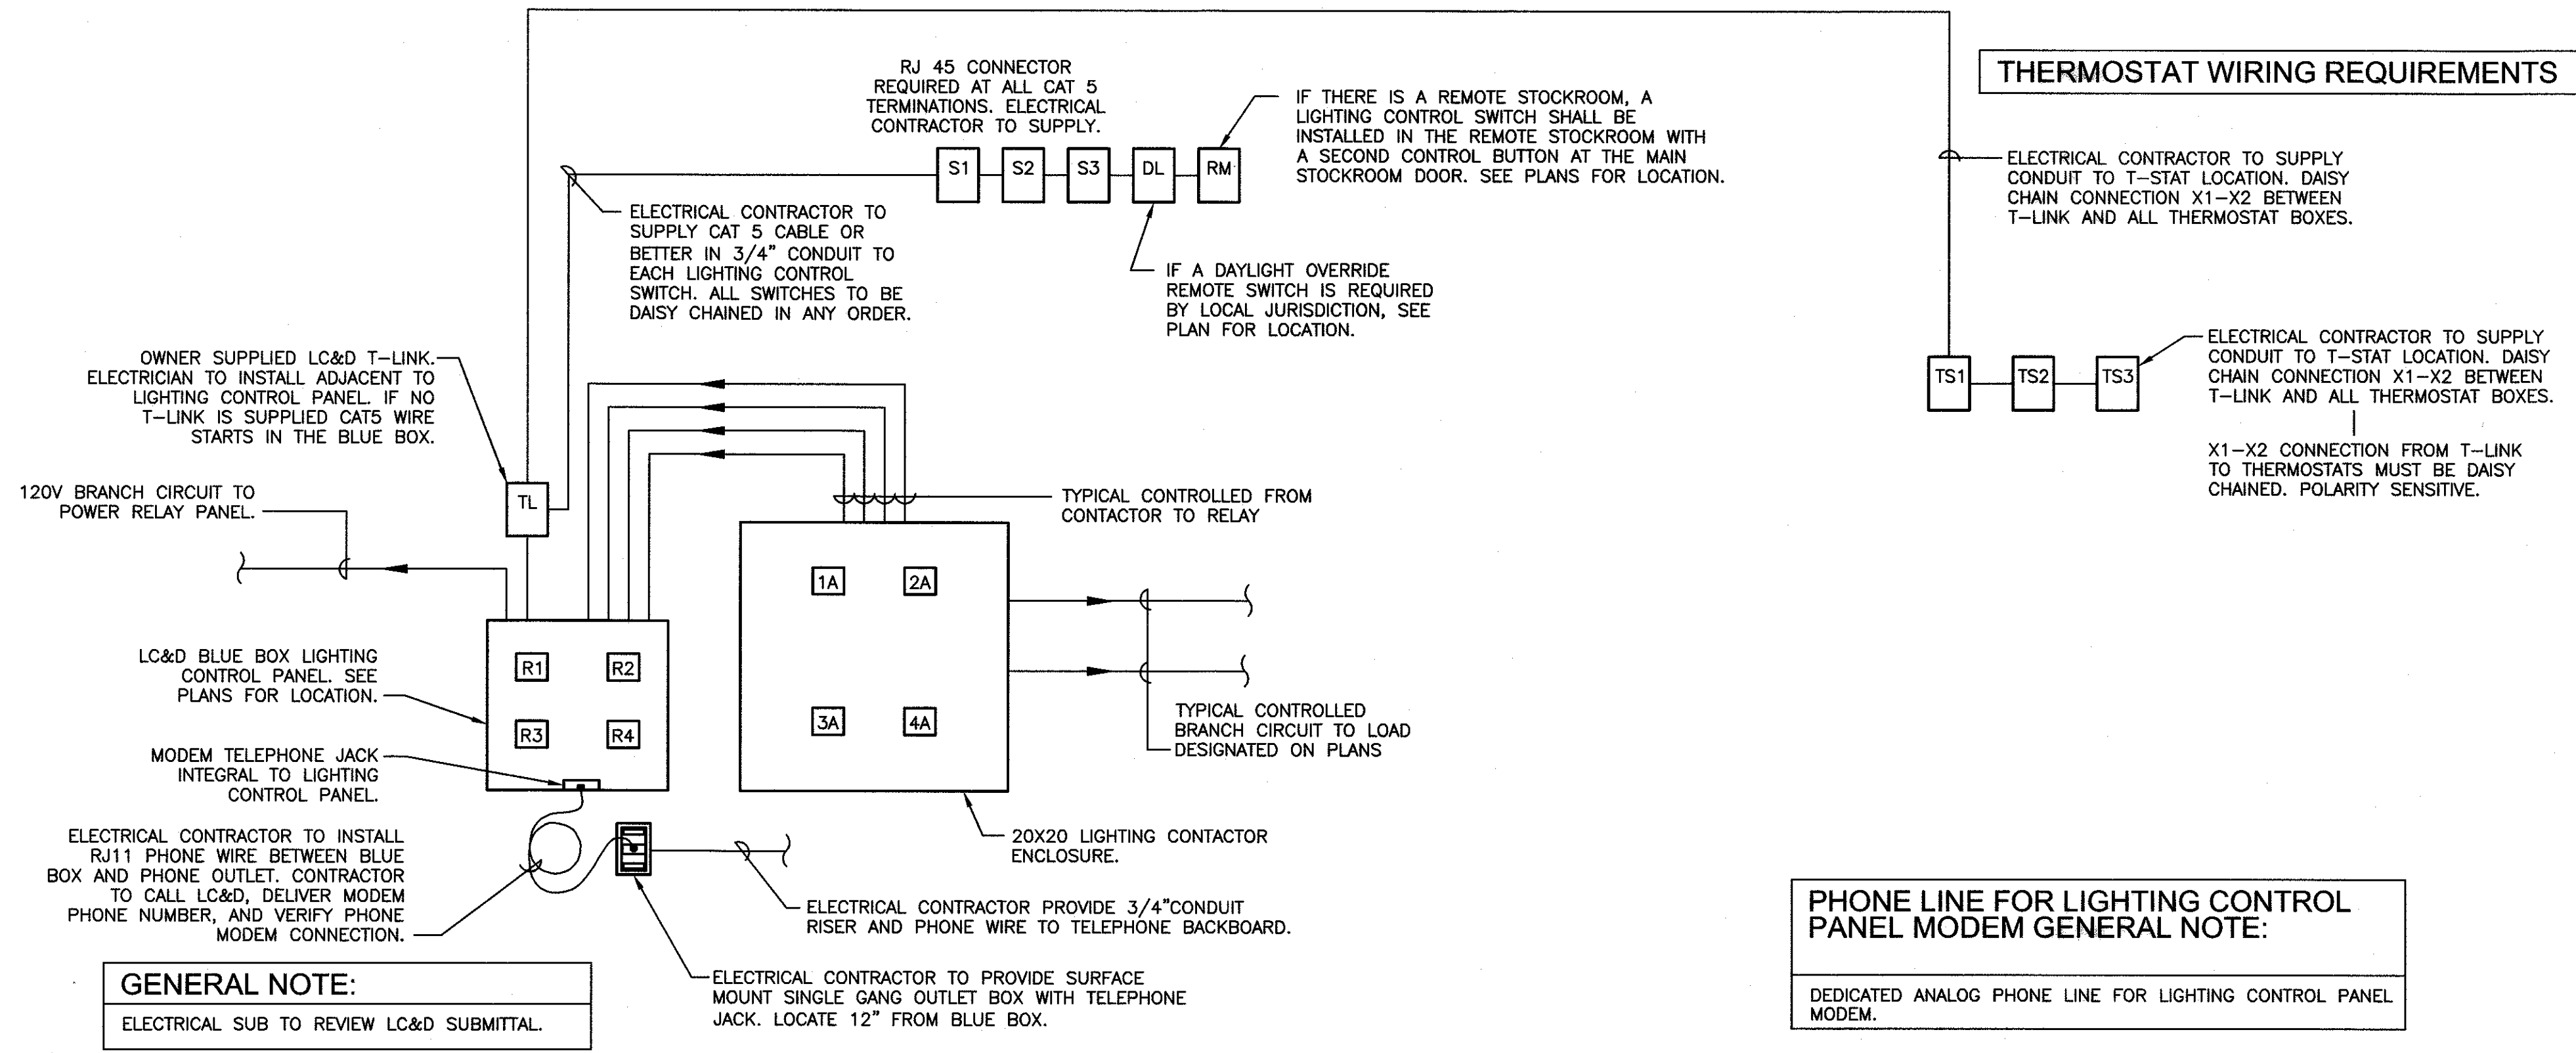 RJ 45 CONNECTOR
REQUIRED AT ALL CAT 5
TERMINATIONS. ELECTRICAL
CONTRACTOR TO SUPPLY.
IF THERE IS A REMOTE STOCKROOM, A
LIGHTING CONTROL SWITCH SHALL BE
INSTALLED IN THE REMOTE STOCKROOM WITH
A SECOND CONTROL BUTTON AT THE MAIN
STOCKROOM DOOR. SEE PLANS FOR LOCATION.
THERMOSTAT WIRING REQUIREMENTS
S1
S2
S3
DL
RM
ELECTRICAL CONTRACTOR TO SUPPLY
CONDUIT TO T-STAT LOCATION. DAISY
CHAIN CONNECTION X1-X2 BETWEEN
T-LINK AND ALL THERMOSTAT BOXES.
ELECTRICAL CONTRACTOR TO
SUPPLY CAT 5 CABLE OR
BETTER IN 3/4" CONDUIT TO
EACH LIGHTING CONTROL
SWITCH. ALL SWITCHES TO BE
DAISY CHAINED IN ANY ORDER.
IF A DAYLIGHT OVERRIDE
REMOTE SWITCH IS REQUIRED
BY LOCAL JURISDICTION, SEE
PLAN FOR LOCATION.
OWNER SUPPLIED LC&D T-LINK.
ELECTRICIAN TO INSTALL ADJACENT TO
LIGHTING CONTROL PANEL. IF NO
T-LINK IS SUPPLIED CAT5 WIRE
STARTS IN THE BLUE BOX.
TS1
TS2
TS3
ELECTRICAL CONTRACTOR TO SUPPLY
CONDUIT TO T-STAT LOCATION. DAISY
CHAIN CONNECTION X1-X2 BETWEEN
T-LINK AND ALL THERMOSTAT BOXES.
X1-X2 CONNECTION FROM T-LINK
TO THERMOSTATS MUST BE DAISY
CHAINED. POLARITY SENSITIVE.
120V BRANCH CIRCUIT TO
POWER RELAY PANEL.
TL
TYPICAL CONTROLLED FROM
CONTACTOR TO RELAY
1A
2A
3A
4A
LC&D BLUE BOX LIGHTING
CONTROL PANEL. SEE
PLANS FOR LOCATION.
R1
R2
R3
R4
TYPICAL CONTROLLED
BRANCH CIRCUIT TO LOAD
DESIGNATED ON PLANS
MODEM TELEPHONE JACK
INTEGRAL TO LIGHTING
CONTROL PANEL.
20X20 LIGHTING CONTACTOR
ENCLOSURE.
ELECTRICAL CONTRACTOR TO INSTALL
RJ11 PHONE WIRE BETWEEN BLUE
BOX AND PHONE OUTLET. CONTRACTOR
TO CALL LC&D, DELIVER MODEM
PHONE NUMBER, AND VERIFY PHONE
MODEM CONNECTION.
ELECTRICAL CONTRACTOR PROVIDE 3/4"CONDUIT
RISER AND PHONE WIRE TO TELEPHONE BACKBOARD.
ELECTRICAL CONTRACTOR TO PROVIDE SURFACE
MOUNT SINGLE GANG OUTLET BOX WITH TELEPHONE
JACK. LOCATE 12" FROM BLUE BOX.
GENERAL NOTE:
ELECTRICAL SUB TO REVIEW LC&D SUBMITTAL.
PHONE LINE FOR LIGHTING CONTROL
PANEL MODEM GENERAL NOTE:
DEDICATED ANALOG PHONE LINE FOR LIGHTING CONTROL PANEL
MODEM.